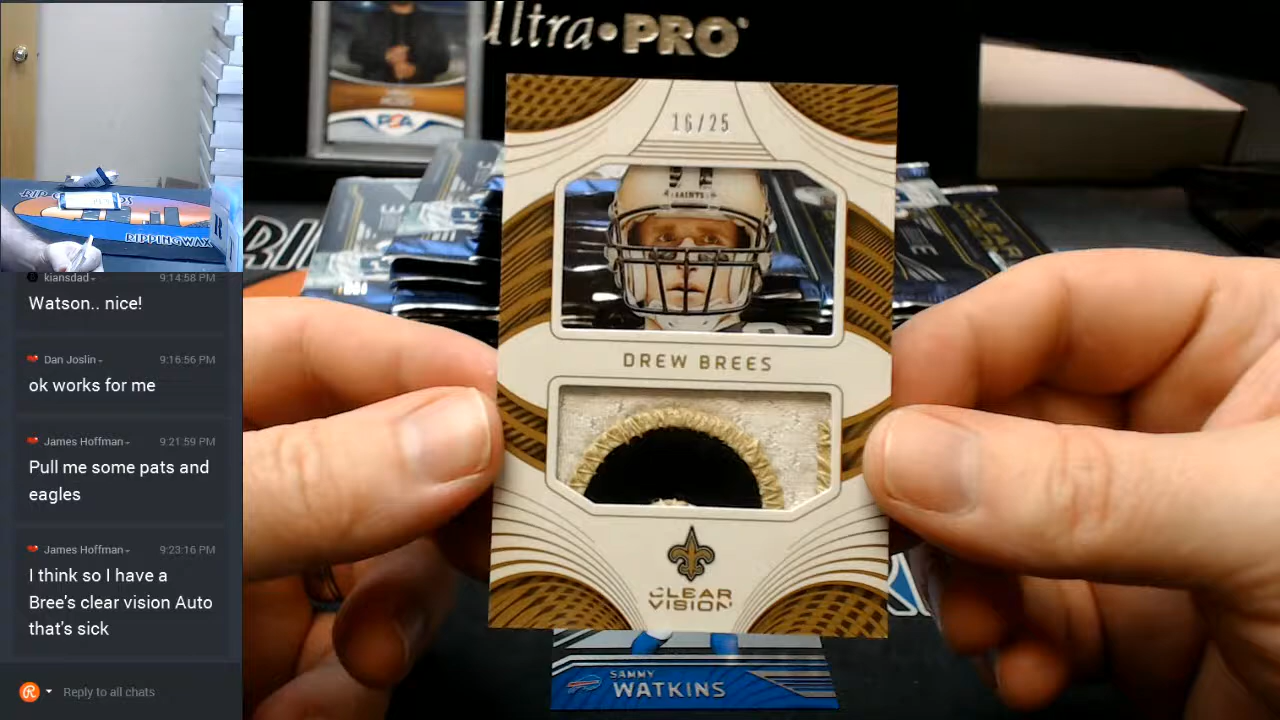 Ultra•PRO
16/25
SAINTS
DREW BREES
CLEAR
VISION
SAMMY
WATKINS
PSA
RIPPINGWAX
kiansdad 9:14:58 PM
Watson.. nice!
Dan Joslin 9:16:56 PM
ok works for me
James Hoffman 9:21:59 PM
Pull me some pats and
eagles
James Hoffman 9:23:16 PM
I think so I have a
Bree's clear vision Auto
that's sick
Reply to all chats